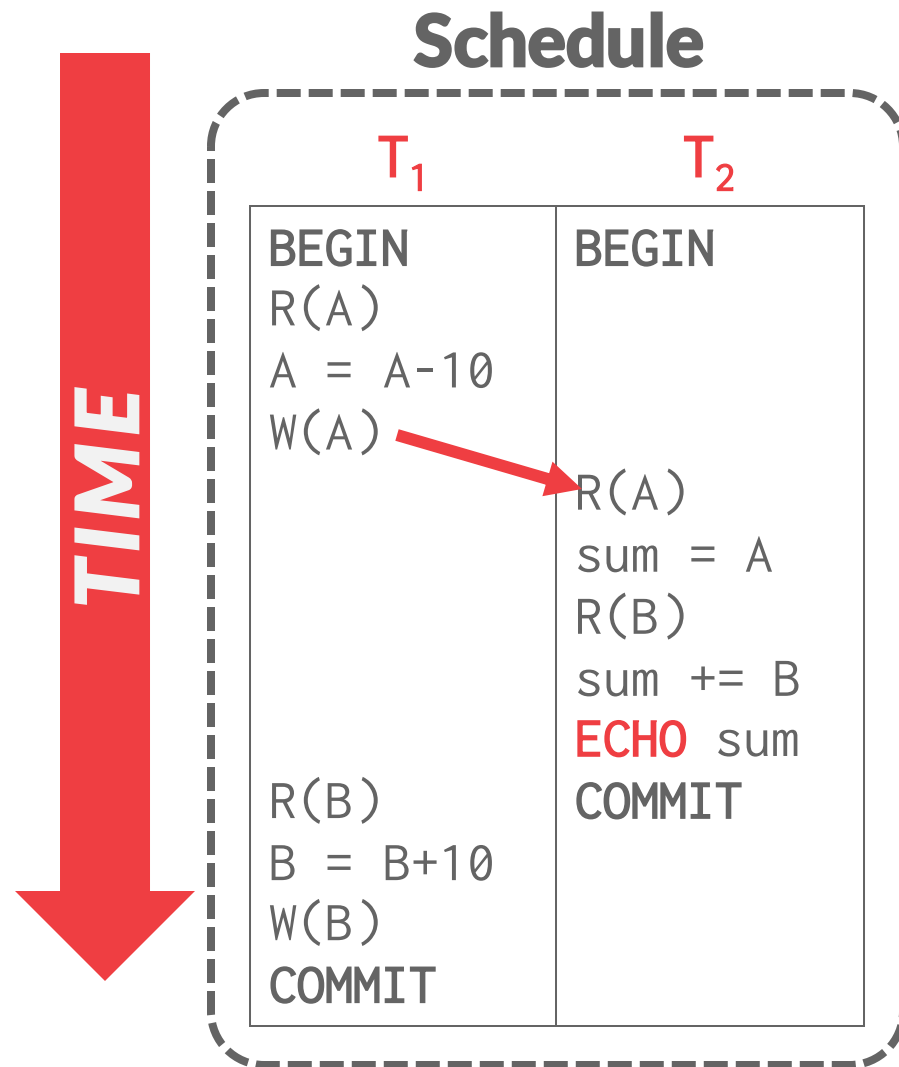 Schedule
TIME
T1
T2
BEGIN
R(A)
A = A-10
W(A)
R(B)
B = B+10
W(B)
COMMIT
BEGIN
R(A)
sum = A
R(B)
sum += B
ECHO sum
COMMIT